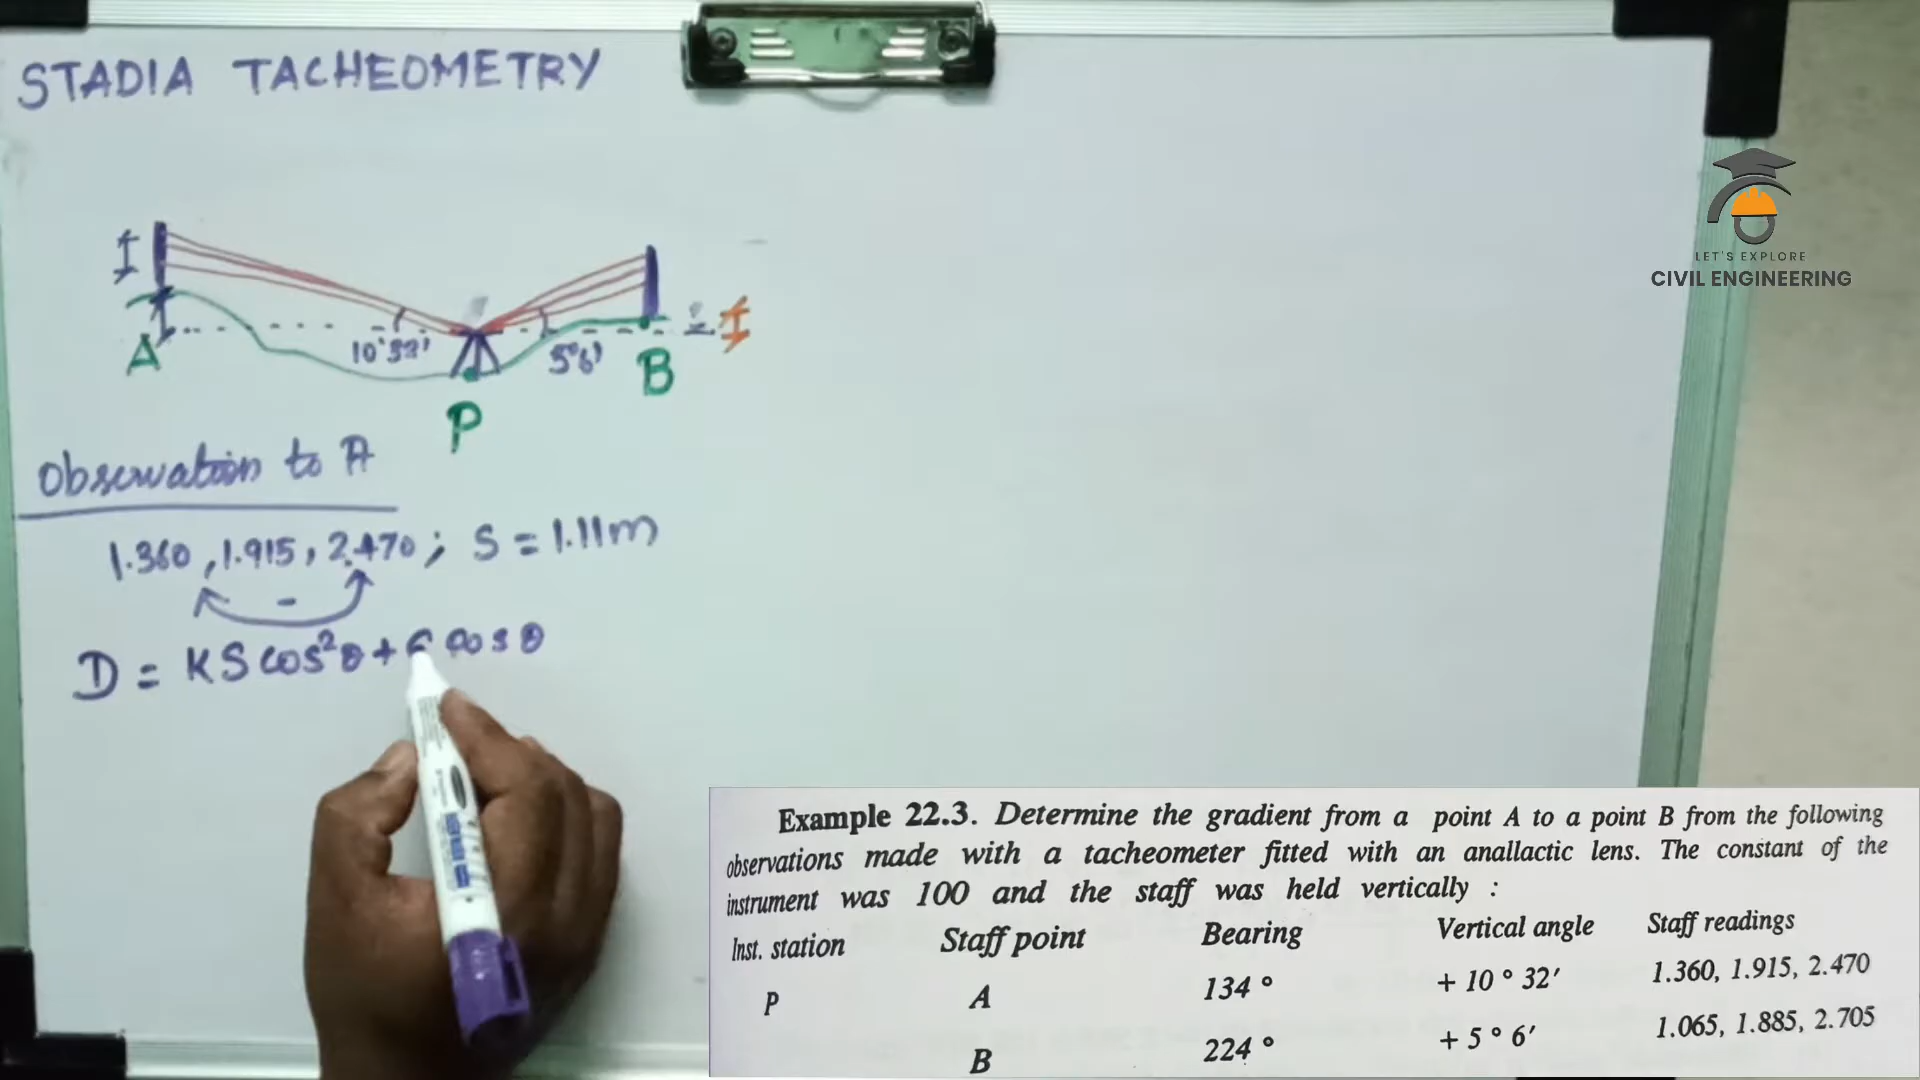 STADIA TACHEOMETRY
A
10°32'
P
5°6'
B
Observation to A
1.360, 1.915, 2.470; S = 1.11m
-
D = KS cos²θ + C cos θ
LET'S EXPLORE
CIVIL ENGINEERING
Example 22.3. Determine the gradient from a point A to a point B from the following
observations made with a tacheometer fitted with an anallactic lens. The constant of the
instrument was 100 and the staff was held vertically :
Inst. station Staff point Bearing Vertical angle Staff readings
P A 134 ° + 10 ° 32′ 1.360, 1.915, 2.470
B 224 ° + 5 ° 6′ 1.065, 1.885, 2.705